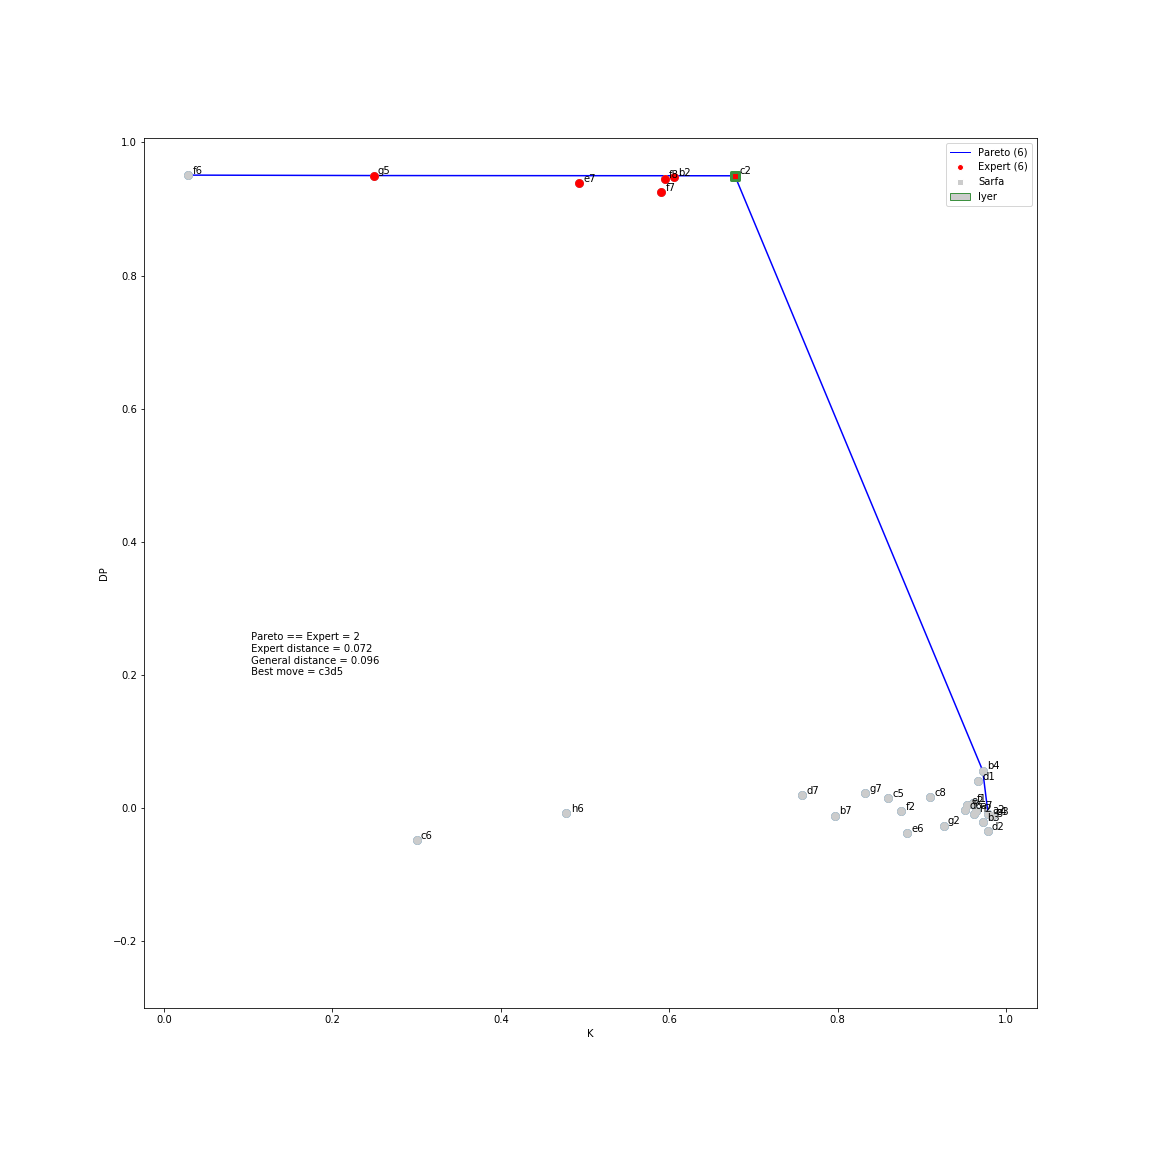 1.0
0.8
0.6
0.4
0.2
0.0
−0.2
DP
0.0 0.2 0.4 0.6 0.8 1.0
K
Pareto (6)
Expert (6)
Sarfa
Iyer
f6
g5
e7
b2
f7
c2
Pareto == Expert = 2
Expert distance = 0.072
General distance = 0.096
Best move = c3d5
b4
d1
d7
g7
c5
c8
h6
b7
f2
g2
b3
c6
e6
d2